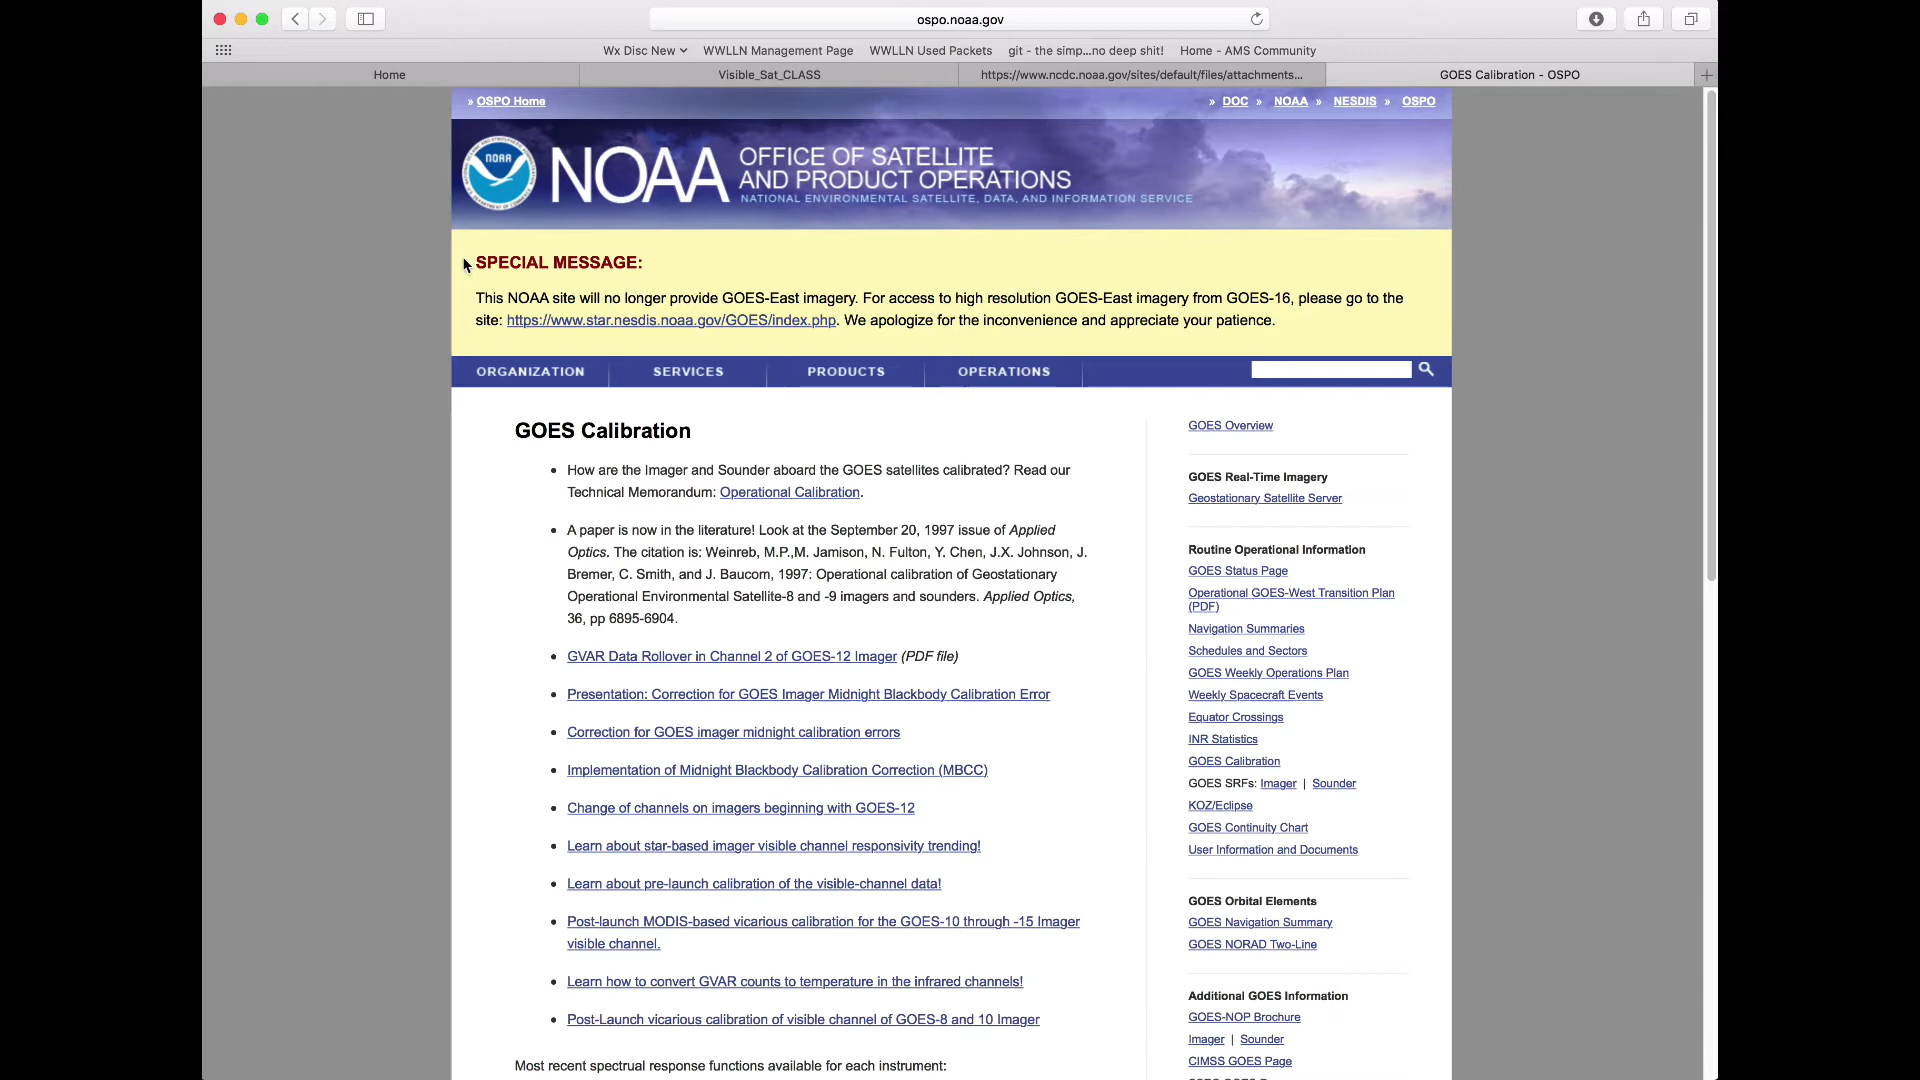 ospo.noaa.gov
Wx Disc New
WWLLN Management Page
WWLLN Used Packets
git - the simp...no deep shit!
Home - AMS Community
Home
Visible_Sat_CLASS
https://www.ncdc.noaa.gov/sites/default/files/attachments...
GOES Calibration - OSPO
» OSPO Home
» DOC » NOAA » NESDIS » OSPO
NOAA
NOAA
OFFICE OF SATELLITE
AND PRODUCT OPERATIONS
NATIONAL ENVIRONMENTAL SATELLITE, DATA, AND INFORMATION SERVICE
SPECIAL MESSAGE:
This NOAA site will no longer provide GOES-East imagery. For access to high resolution GOES-East imagery from GOES-16, please go to the
site: https://www.star.nesdis.noaa.gov/GOES/index.php. We apologize for the inconvenience and appreciate your patience.
ORGANIZATION
SERVICES
PRODUCTS
OPERATIONS
GOES Calibration
• How are the Imager and Sounder aboard the GOES satellites calibrated? Read our
Technical Memorandum: Operational Calibration.
• A paper is now in the literature! Look at the September 20, 1997 issue of Applied
Optics. The citation is: Weinreb, M.P.,M. Jamison, N. Fulton, Y. Chen, J.X. Johnson, J.
Bremer, C. Smith, and J. Baucom, 1997: Operational calibration of Geostationary
Operational Environmental Satellite-8 and -9 imagers and sounders. Applied Optics,
36, pp 6895-6904.
• GVAR Data Rollover in Channel 2 of GOES-12 Imager (PDF file)
• Presentation: Correction for GOES Imager Midnight Blackbody Calibration Error
• Correction for GOES imager midnight calibration errors
• Implementation of Midnight Blackbody Calibration Correction (MBCC)
• Change of channels on imagers beginning with GOES-12
• Learn about star-based imager visible channel responsivity trending!
• Learn about pre-launch calibration of the visible-channel data!
• Post-launch MODIS-based vicarious calibration for the GOES-10 through -15 Imager
visible channel.
• Learn how to convert GVAR counts to temperature in the infrared channels!
• Post-Launch vicarious calibration of visible channel of GOES-8 and 10 Imager
Most recent spectrual response functions available for each instrument:
GOES Overview
GOES Real-Time Imagery
Geostationary Satellite Server
Routine Operational Information
GOES Status Page
Operational GOES-West Transition Plan
(PDF)
Navigation Summaries
Schedules and Sectors
GOES Weekly Operations Plan
Weekly Spacecraft Events
Equator Crossings
INR Statistics
GOES Calibration
GOES SRFs: Imager | Sounder
KOZ/Eclipse
GOES Continuity Chart
User Information and Documents
GOES Orbital Elements
GOES Navigation Summary
GOES NORAD Two-Line
Additional GOES Information
GOES-NOP Brochure
Imager | Sounder
CIMSS GOES Page